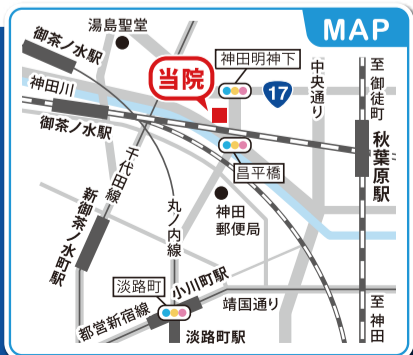 MAP
湯島聖堂
御茶ノ水駅
神田明神下
中央通り
至御徒町
当院
17
神田川
御茶ノ水駅
秋葉原駅
昌平橋
千代田線
新御茶ノ水町駅
丸ノ内線
神田
郵便局
淡路町
小川町駅
靖国通り
至神田
都営新宿線
淡路町駅